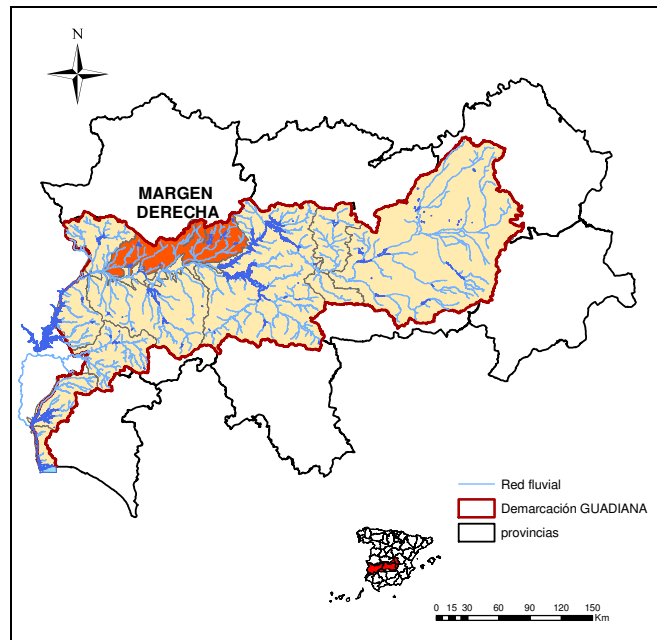 N
MARGEN
DERECHA
Red fluvial
Demarcación GUADIANA
provincias
0 15 30 60 90 120 150
Km